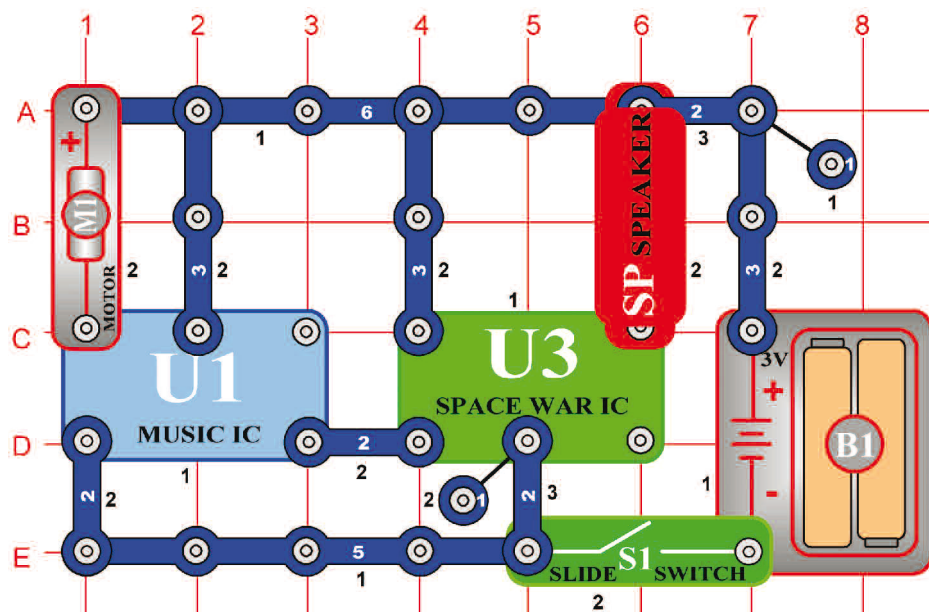 1 2 3 4 5 6 7 8
A 6 2
1 3
+
1
1
M1
SP SPEAKER
B
MOTOR
2 3 2 3 2 2 3 2
1
C
U1
U3
3V
SPACE WAR IC
+
D MUSIC IC
2
B1
1 2
2 2 2 1 2 3 1
-
E 5
S1
SLIDE SWITCH
1
2